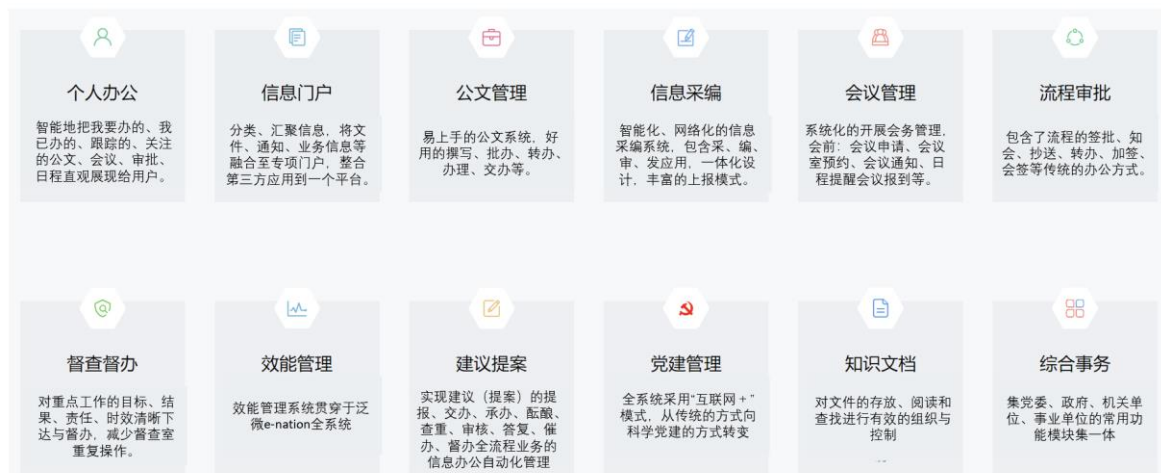 个人办公
智能地把我要办的、我
已办的、跟踪的、关注
的公文、会议、审批、
日程直观展现给用户。
信息门户
分类、汇聚信息，将文
件、通知、业务信息等
融合至专项门户，整合
第三方应用到一个平台。
公文管理
易上手的公文系统，好
用的撰写、批办、转办、
办理、交办等。
信息采编
智能化、网络化的信息
采编系统，包含采、编、
审、发应用，一体化设
计，丰富的上报模式。
会议管理
系统化的开展会务管理，
会前：会议申请、会议
室预约、会议通知、日
程提醒会议报到等。
流程审批
包含了流程的签批、知
会、抄送、转办、加签、
会签等传统的办公方式。
督查督办
对重点工作的目标、结
果、责任、时效清晰下
达与督办，减少督查室
重复操作。
效能管理
效能管理系统贯穿于泛
微e-nation全系统
建议提案
实现建议（提案）的提
报、交办、承办、酝酿、
查重、审核、答复、催
办、督办全流程业务的
信息办公自动化管理
党建管理
全系统采用“互联网+”
模式，从传统的方式向
科学党建的方式转变
知识文档
对文件的存放、阅读和
查找进行有效的组织与
控制
...
综合事务
集党委、政府、机关单
位、事业单位的常用功
能模块集一体